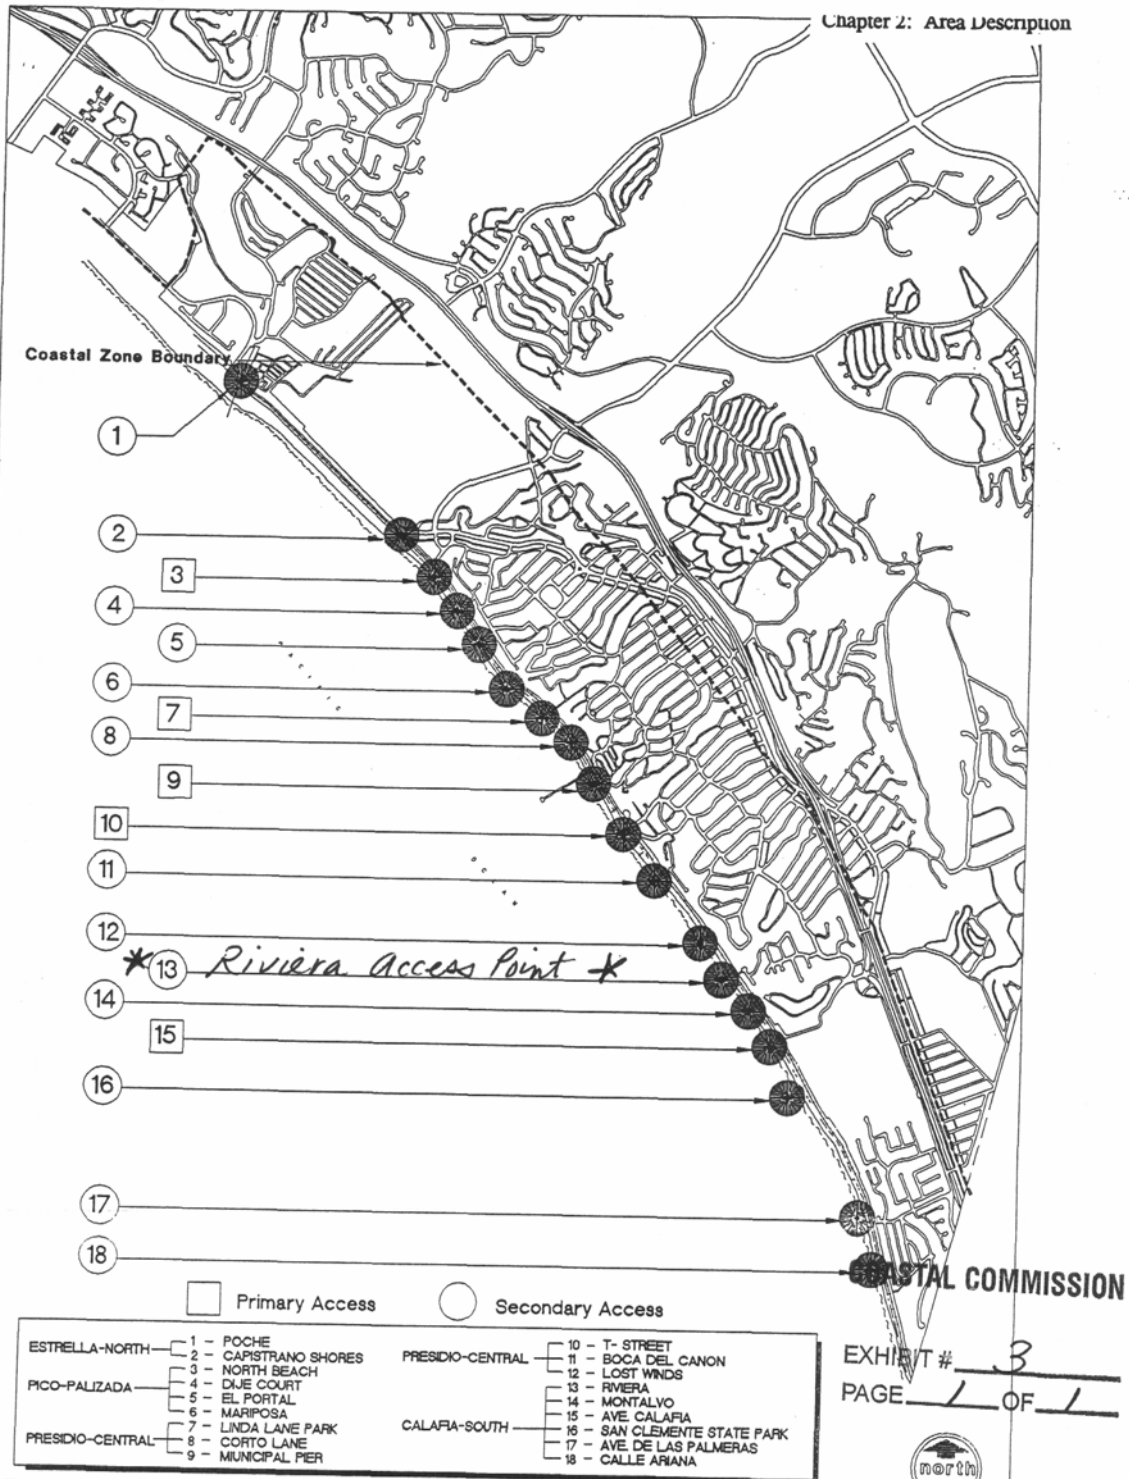 Chapter 2: Area Description
Coastal Zone Boundary
1
2
3
4
5
6
7
8
9
10
11
12
* 13 Riviera Access Point *
14
15
16
17
18
COASTAL COMMISSION
Primary Access
Secondary Access
ESTRELLA-NORTH
1 - POCHE
2 - CAPISTRANO SHORES
PICO-PALIZADA
3 - NORTH BEACH
4 - DIJE COURT
5 - EL PORTAL
6 - MARIPOSA
PRESIDIO-CENTRAL
7 - LINDA LANE PARK
8 - CORTO LANE
9 - MUNICIPAL PIER
PRESIDIO-CENTRAL
10 - T- STREET
11 - BOCA DEL CANON
12 - LOST WINDS
CALAFIA-SOUTH
13 - RIVIERA
14 - MONTALVO
15 - AVE. CALAFIA
16 - SAN CLEMENTE STATE PARK
17 - AVE. DE LAS PALMERAS
18 - CALLE ARIANA
EXHIBIT # 3
PAGE 1 OF 1
north